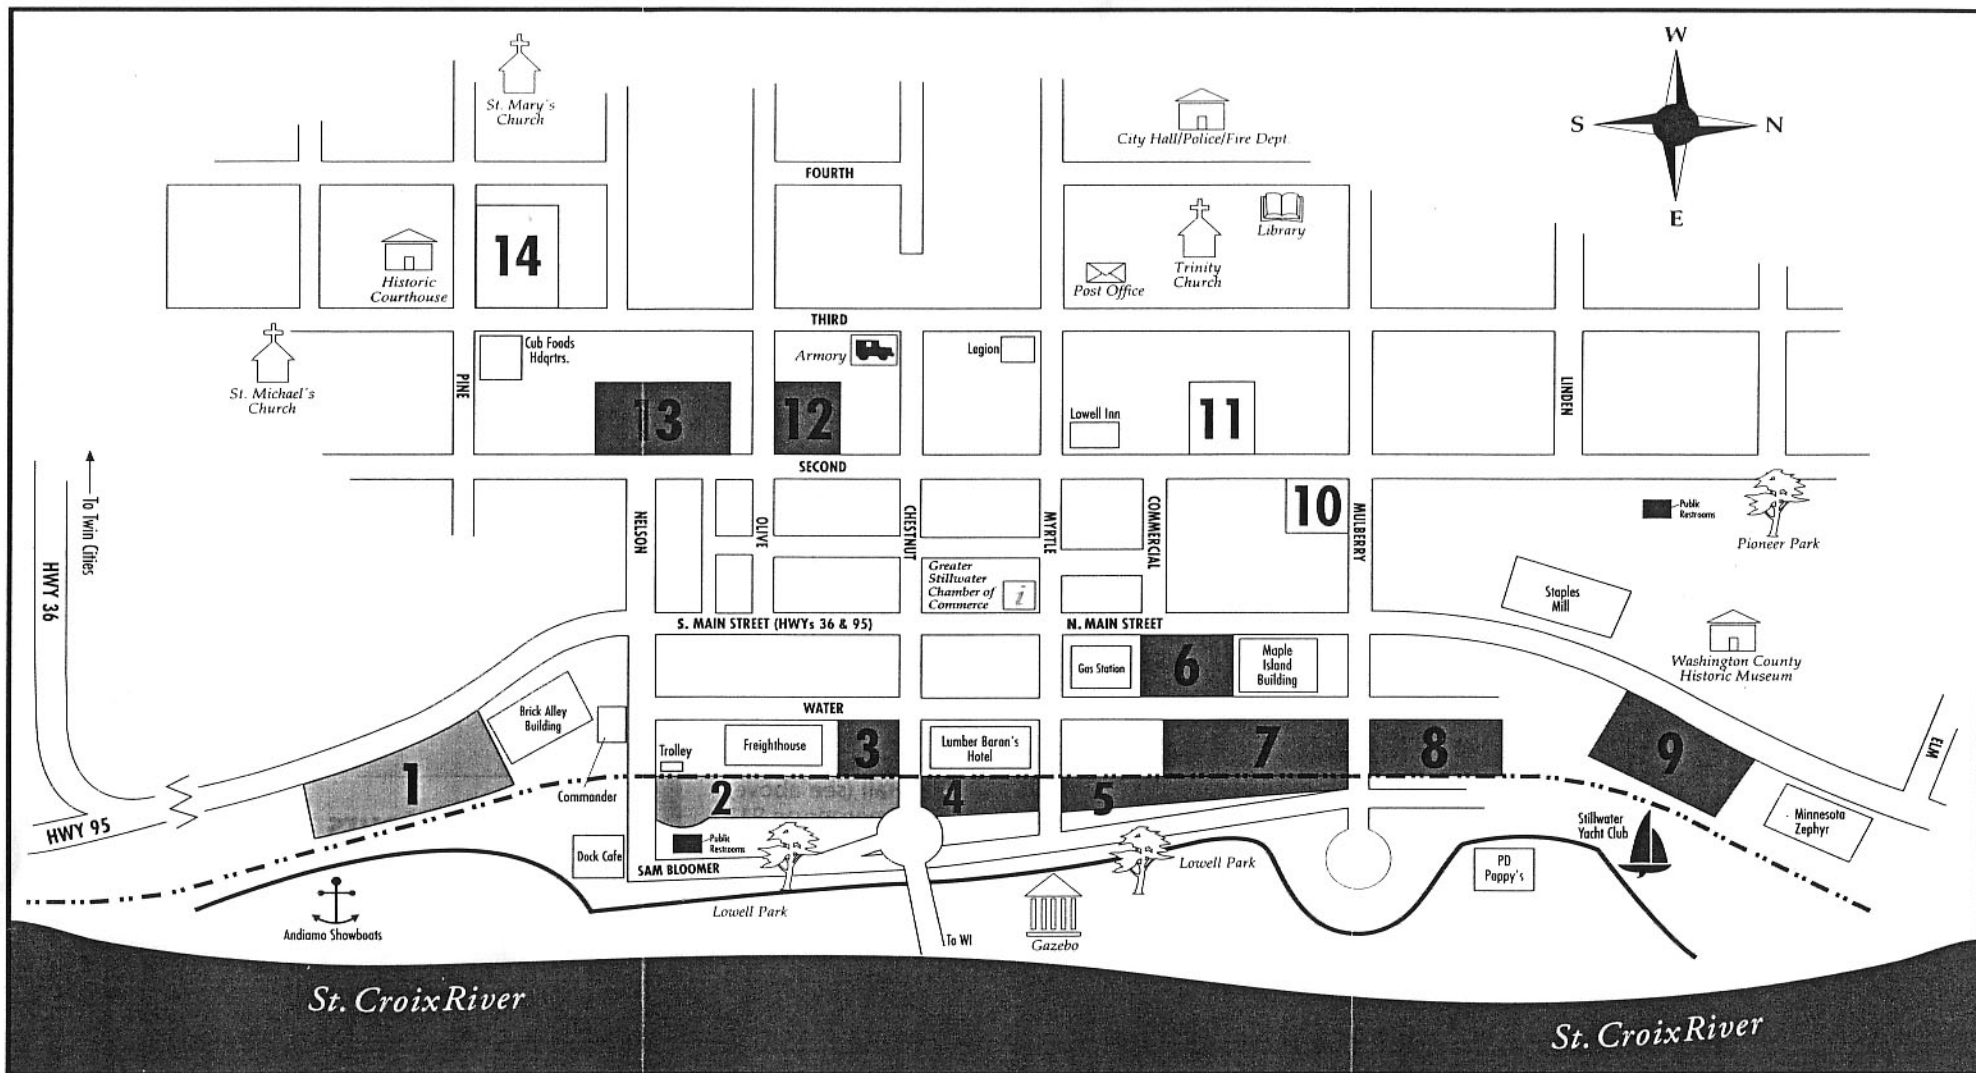 W
S
N
E
St. Mary's
Church
City Hall/Police/Fire Dept.
FOURTH
Library
14
Historic
Courthouse
Trinity
Church
Post Office
THIRD
Cub Foods
Hdqrtrs.
Armory
Legion
St. Michael's
Church
PINE
13
12
Lowell Inn
11
LINDEN
SECOND
To Twin Cities
HWY 36
NELSON
OLIVE
CHESTNUT
MYRTLE
COMMERCIAL
10
MULBERRY
Public
Restrooms
Pioneer Park
Greater
Stillwater
Chamber of
Commerce
i
Staples
Mill
S. MAIN STREET (HWYs 36 & 95)
N. MAIN STREET
Washington County
Historic Museum
Gas Station
6
Maple
Island
Building
Brick Alley
Building
WATER
Trolley
Freighthouse
3
Lumber Baron's
Hotel
7
8
9
ELM
1
Commander
2
4
5
HWY 95
Minnesota
Zephyr
Stillwater
Yacht Club
Public
Restrooms
Dock Cafe
SAM BLOOMER
Lowell Park
PD
Pappy's
Lowell Park
Andiamo Showboats
To WI
Gazebo
St. Croix River
St. Croix River